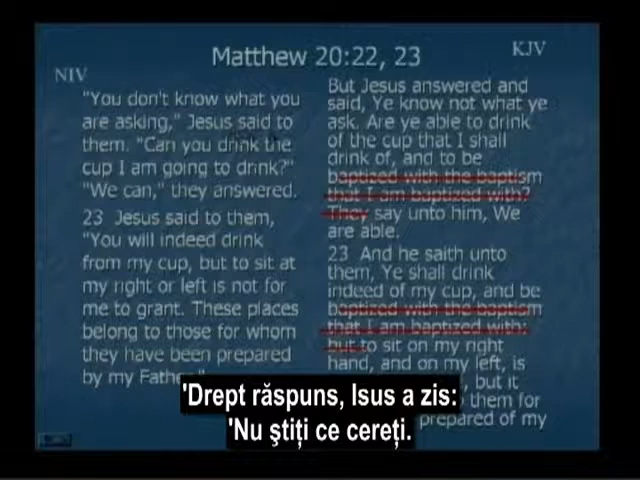 Matthew 20:22, 23
NIV
"You don't know what you
are asking," Jesus said to
them. "Can you drink the
cup I am going to drink?"
"We can," they answered.
23 Jesus said to them,
"You will indeed drink
from my cup, but to sit at
my right or left is not for
me to grant. These places
belong to those for whom
they have been prepared
by my Fathe
KJV
But Jesus answered and
said, Ye know not what ye
ask. Are ye able to drink
of the cup that I shall
drink of, and to be
baptized with the baptism
that I am baptized with?
They say unto him, We
are able.
23 And he saith unto
them, Ye shall drink
indeed of my cup, and be
baptized with the baptism
that I am baptized with:
but to sit on my right
hand, and on my left, is
, but it
them for
prepared of my
'Drept răspuns, Isus a zis:
'Nu ştiţi ce cereţi.